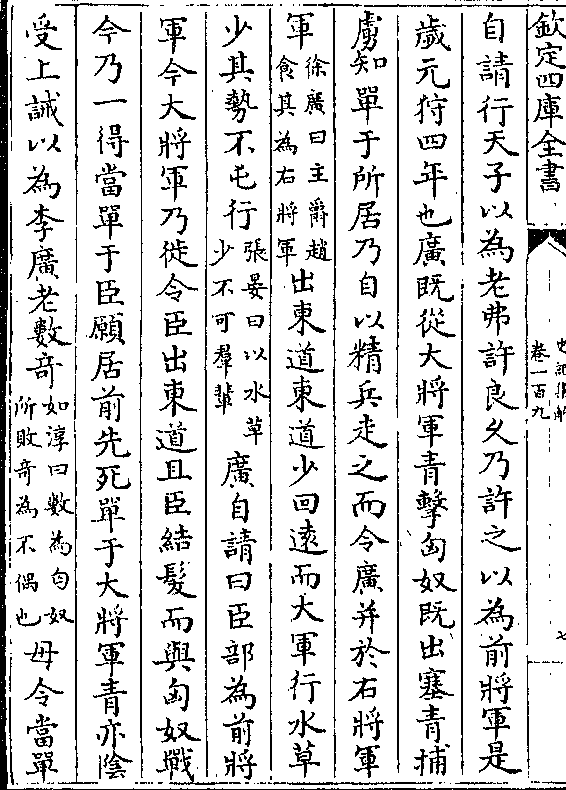 欽定四庫全書
史記集解
卷一百九
七
自請行天子以為老弗許良久乃許之以為前將軍是
歲元狩四年也廣既從大將軍青擊匈奴既出塞青捕
虜知單于所居乃自以精兵走之而令廣并於右將軍
軍徐廣曰主爵趙食其為右將軍出東道東道少回遠而大軍行水草
少其勢不屯行張晏曰以水草少不可羣輩廣自請曰臣部為前將
軍今大將軍乃徙令臣出東道且臣結髮而與匈奴戰
今乃一得當單于臣願居前先死單于大將軍青亦陰
受上誡以為李廣老數奇如淳曰數為匈奴所敗奇為不偶也毋令當單